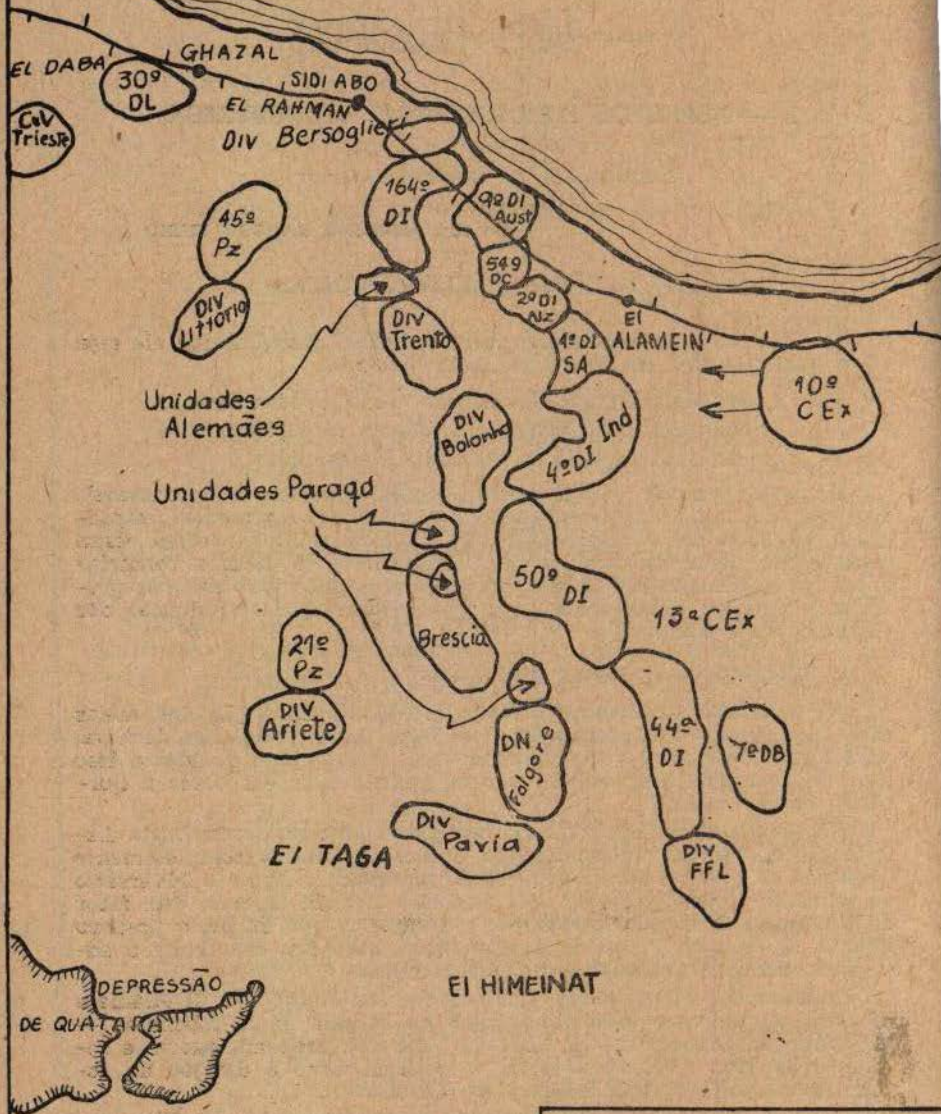 EL DABA'
GHAZAL
30º
DL
SIDI ABO
EL RAHMAN
CaV
Trieste
DIV Bersoglieri
164º
DI
9ª DI
Aust
45º
Pz
549
DC
2º DI
NZ
DIV
Littorio
DIV
Trento
El
ALAMEIN'
1º DI
SA
10º
CEx
Unidades
Alemães
DIV
Bolonha
4º DI Ind
Unidades Paraqd
50º
DI
13ª CEx
Brescia
21º
Pz
DIV
Ariete
44ª
DI
7º DB
DN
Folgore
DIV
Pavia
El TAGA
DIV
FFL
DEPRESSÃO
DE QUATARA
El HIMEINAT